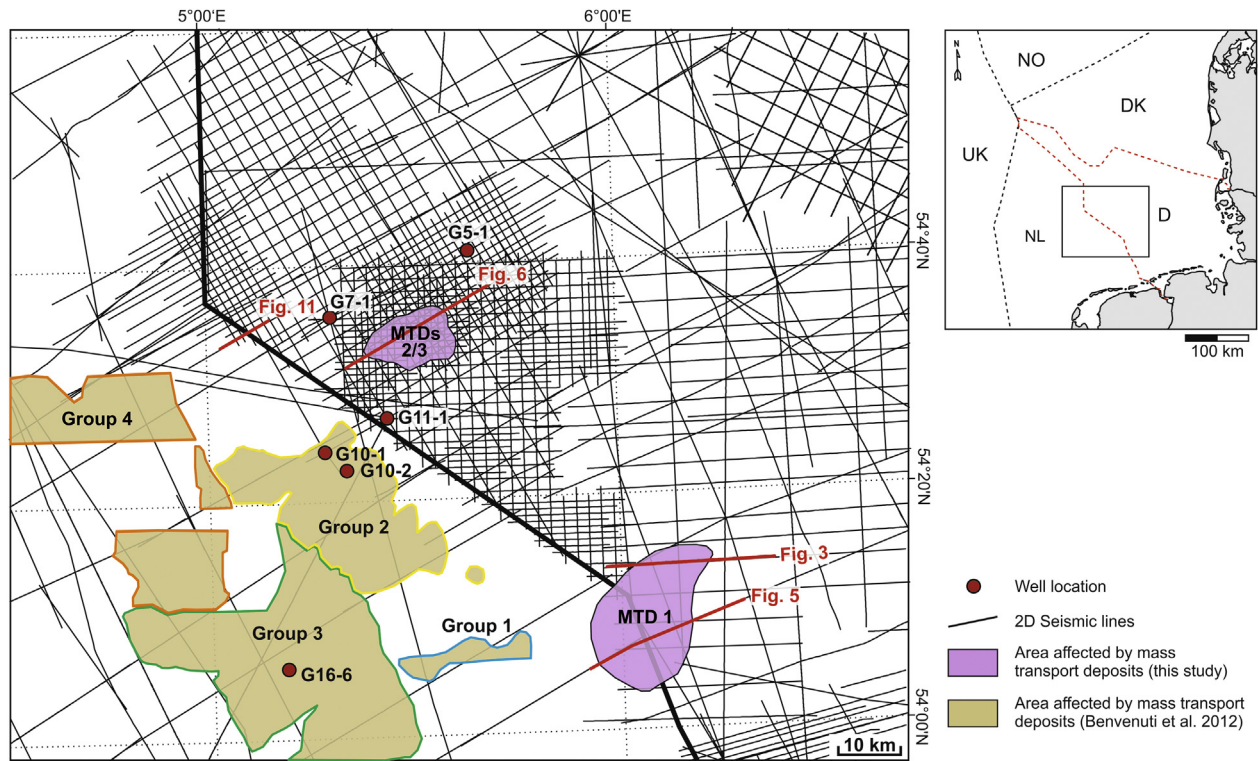 5°00'E
6°00'E
G5-1
Fig. 6
Fig. 11
G7-1
MTDs
2/3
Group 4
G11-1
G10-1
G10-2
Group 2
Fig. 3
Fig. 5
MTD 1
Group 1
Group 3
G16-6
10 km
54°40'N
54°20'N
54°00'N
N
NO
DK
UK
D
NL
100 km
Well location
2D Seismic lines
Area affected by mass
transport deposits (this study)
Area affected by mass transport
deposits (Benvenuti et al. 2012)